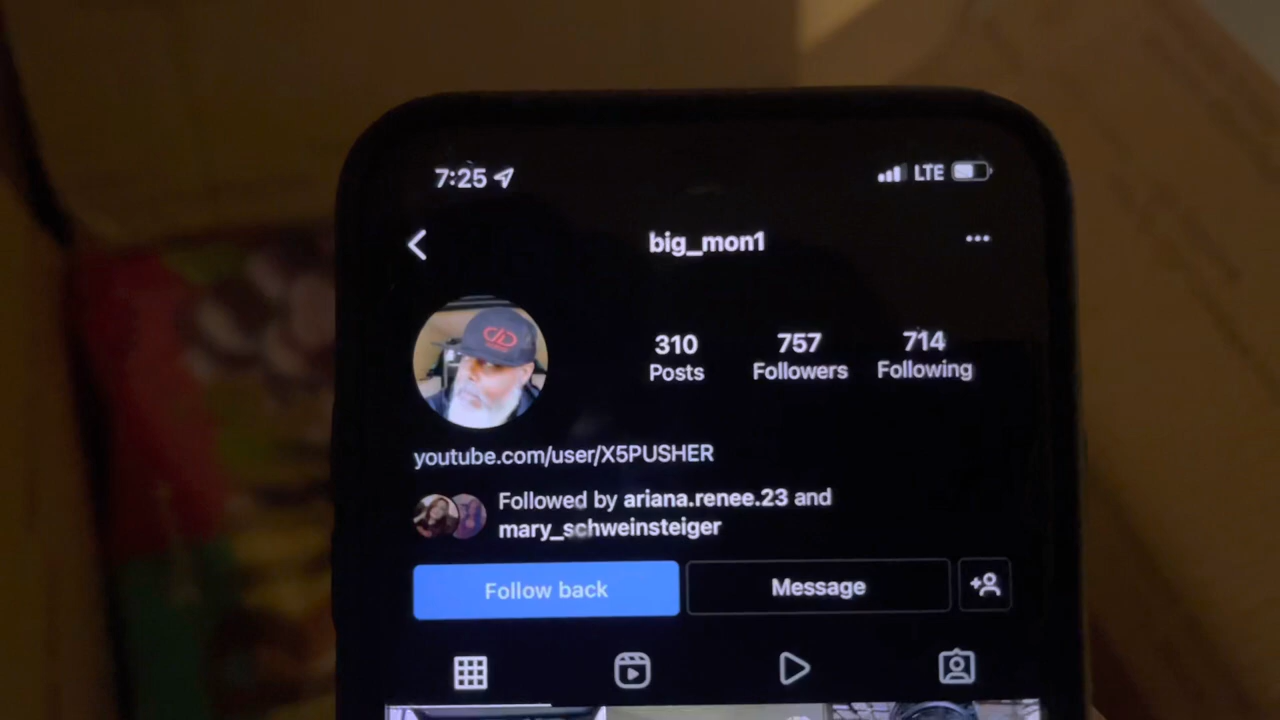 7:25 LTE
big_mon1
310 757 714
Posts Followers Following
youtube.com/user/X5PUSHER
Followed by ariana.renee.23 and
mary_schweinsteiger
Follow back Message